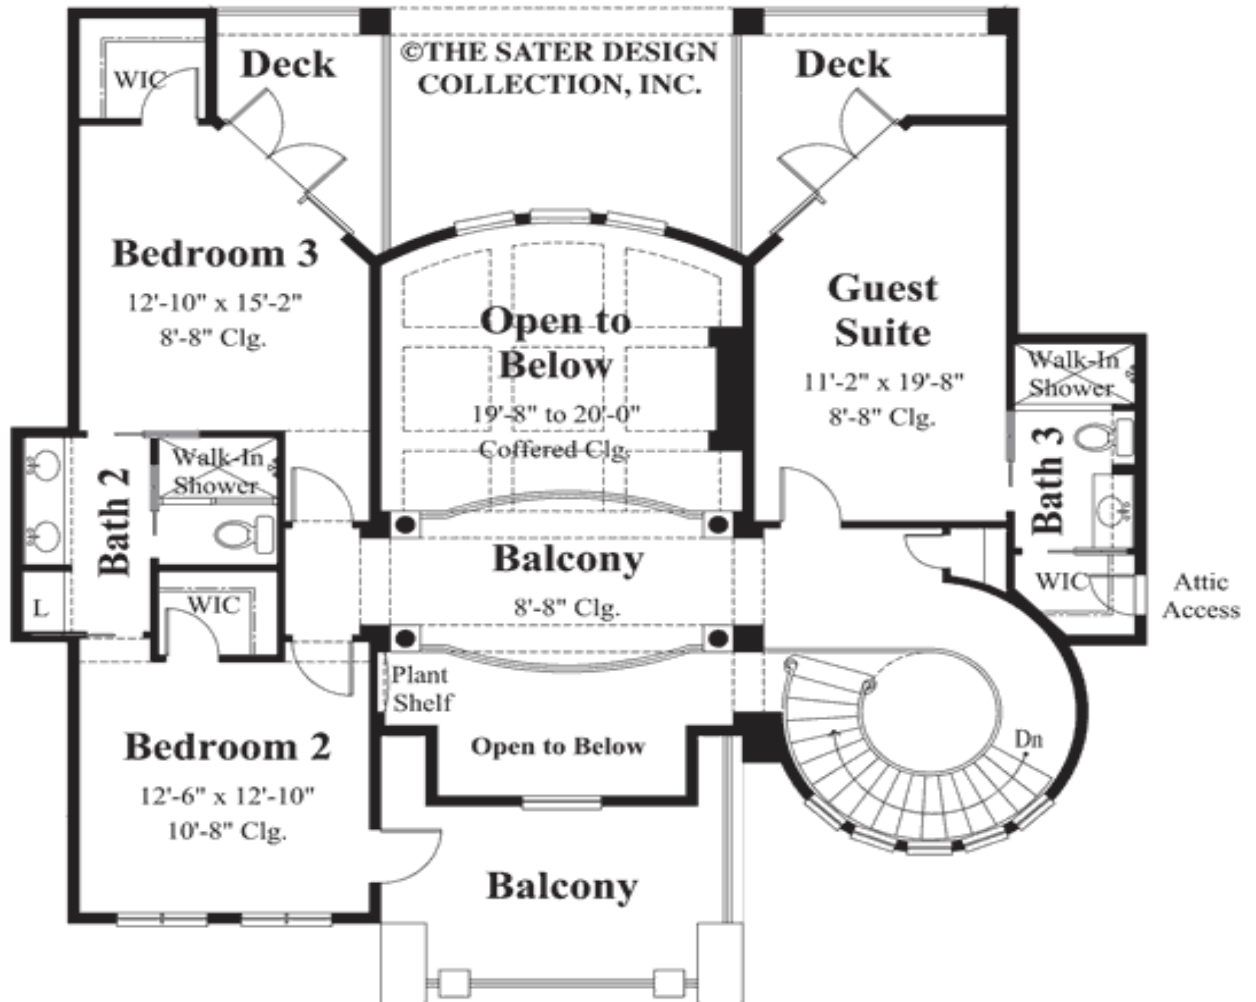 Deck
©THE SATER DESIGN
COLLECTION, INC.
Deck
WIC
Bedroom 3
12'-10" x 15'-2"
8'-8" Clg.
Open to
Below
19'-8" to 20'-0"
Coffered Clg.
Guest
Suite
11'-2" x 19'-8"
8'-8" Clg.
Walk-In
Shower
Bath 3
WIC
Attic
Access
Walk-In
Shower
Bath 2
WIC
L
Balcony
8'-8" Clg.
Plant
Shelf
Open to Below
Dn
Bedroom 2
12'-6" x 12'-10"
10'-8" Clg.
Balcony